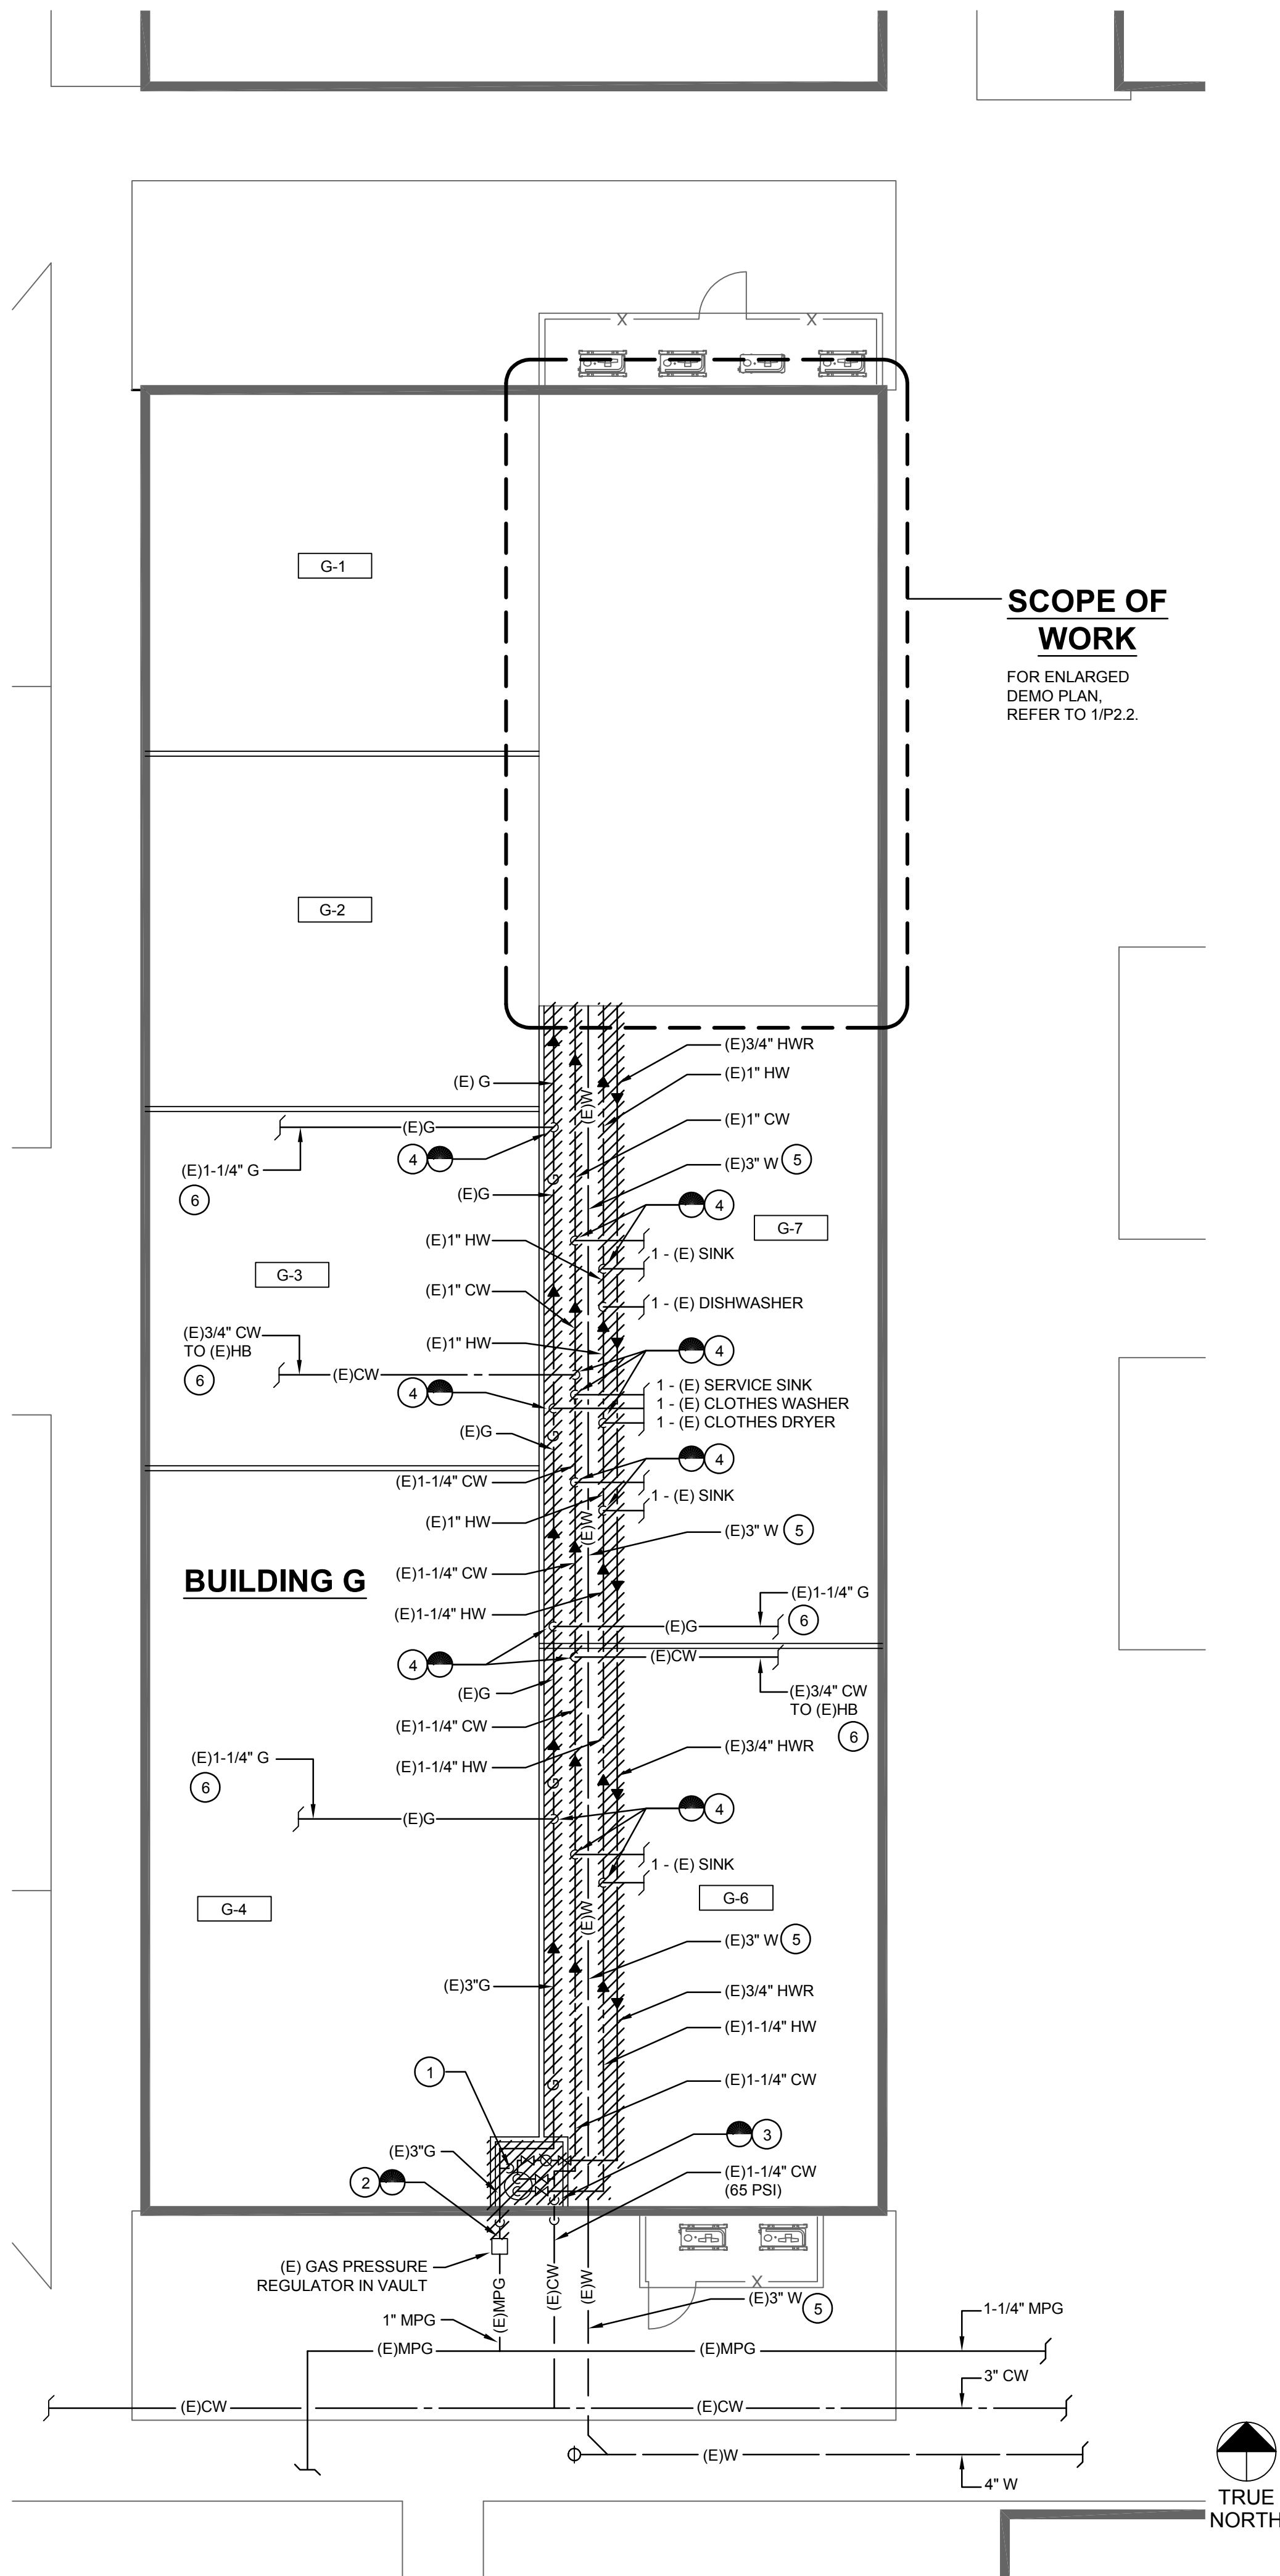 X
X
G-1
SCOPE OF
WORK
FOR ENLARGED
DEMO PLAN,
REFER TO 1/P2.2.
G-2
(E)3/4" HWR
(E)1" HW
(E) G
(E)W
(E)1" CW
(E)G
4
(E)3" W
5
(E)1-1/4" G
6
G
(E)G
4
G-7
(E)1" HW
1 - (E) SINK
G-3
(E)1" CW
1 - (E) DISHWASHER
(E)3/4" CW
TO (E)HB
6
(E)1" HW
4
(E)CW
4
1 - (E) SERVICE SINK
1 - (E) CLOTHES WASHER
1 - (E) CLOTHES DRYER
(E)G
G
4
(E)1-1/4" CW
1 - (E) SINK
(E)1" HW
(E)W
(E)3" W
5
BUILDING G
(E)1-1/4" CW
(E)1-1/4" HW
(E)1-1/4" G
6
(E)G
(E)CW
4
(E)G
(E)3/4" CW
TO (E)HB
6
(E)1-1/4" CW
(E)3/4" HWR
(E)1-1/4" HW
(E)1-1/4" G
6
G
(E)G
4
1 - (E) SINK
G-6
G-4
(E)W
(E)3" W
5
(E)3"G
(E)3/4" HWR
(E)1-1/4" HW
1
(E)1-1/4" CW
G
3
(E)3"G
2
(E)1-1/4" CW
(65 PSI)
(E) GAS PRESSURE
REGULATOR IN VAULT
X
(E)MPG
(E)CW
(E)W
(E)3" W
5
1" MPG
1-1/4" MPG
(E)MPG
(E)MPG
3" CW
(E)CW
(E)CW
(E)W
4" W
TRUE
NORTH